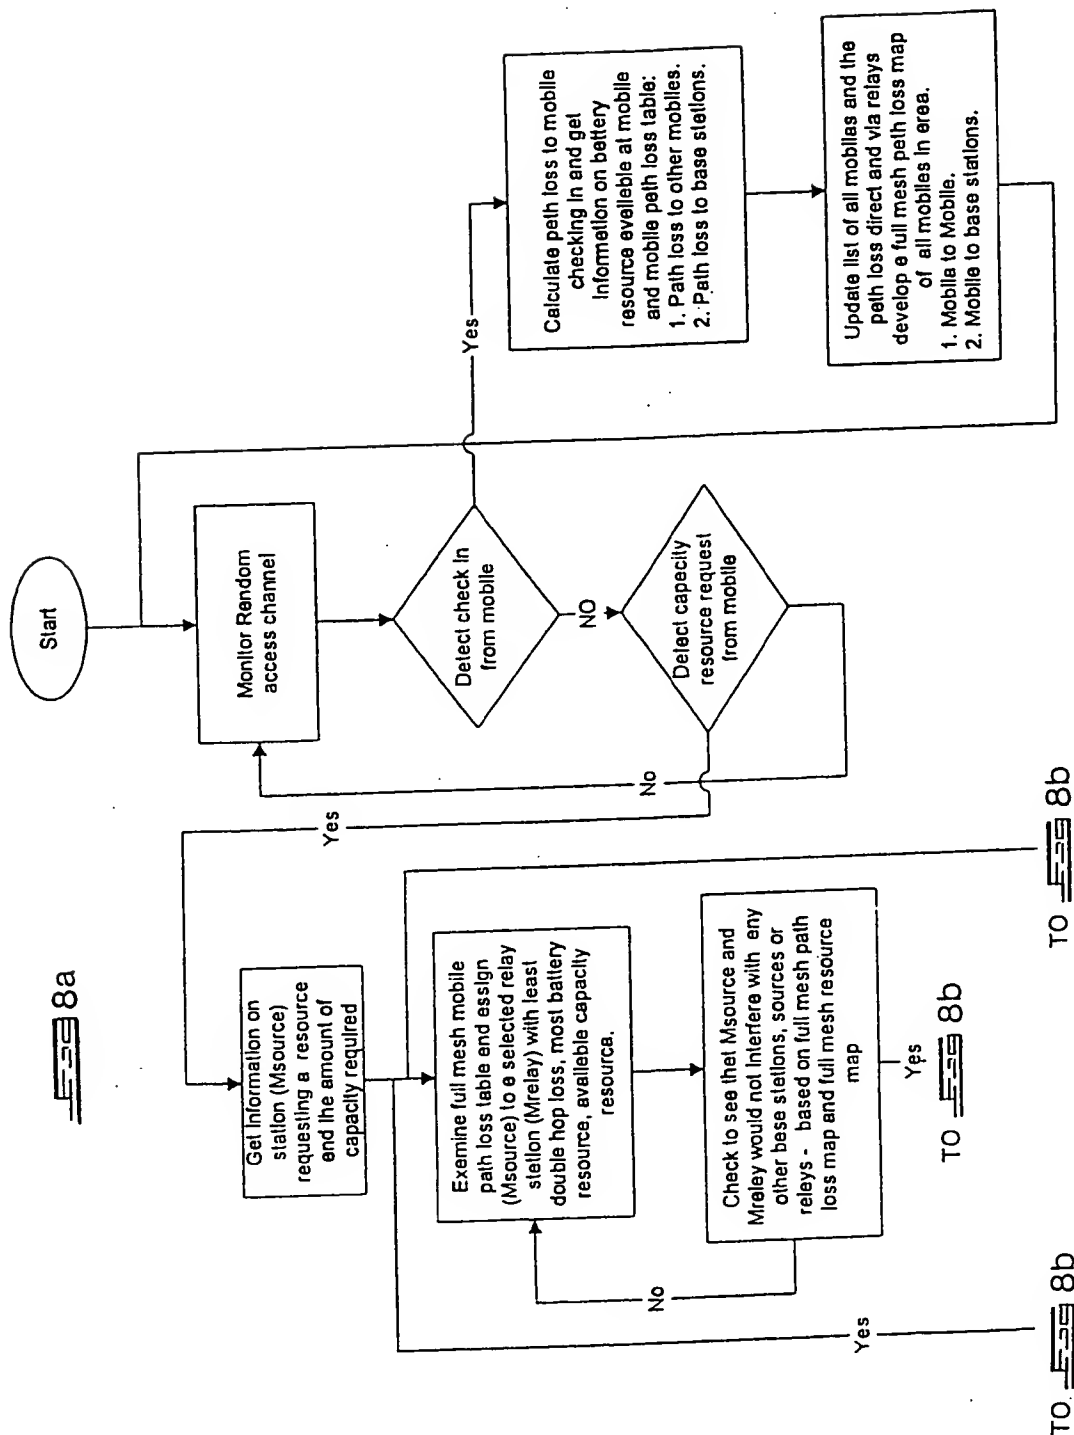 Fig 8a
Start
Monitor Random
access channel
Detect check in
from mobile
Yes
NO
Calculate path loss to mobile
checking in and get
Information on battery
resource available at mobile
and mobile path loss table:
1. Path loss to other mobiles.
2. Path loss to base stations.
Update list of all mobiles and the
path loss direct and via relays
develop a full mesh path loss map
of all mobiles in area.
1. Mobile to Mobile.
2. Mobile to base stations.
Detect capacity
resource request
from mobile
No
Yes
Get Information on
station (Msource)
requesting a resource
and the amount of
capacity required
Examine full mesh mobile
path loss table and assign
(Msource) to a selected relay
station (Mrelay) with least
double hop loss, most battery
resource, available capacity
resource.
Check to see that Msource and
Mrelay would not Interfere with any
other base stations, sources or
relays - based on full mesh path
loss map and full mesh resource
map
No
Yes
Yes
TO Fig 8b
TO Fig 8b
TO. Fig 8b